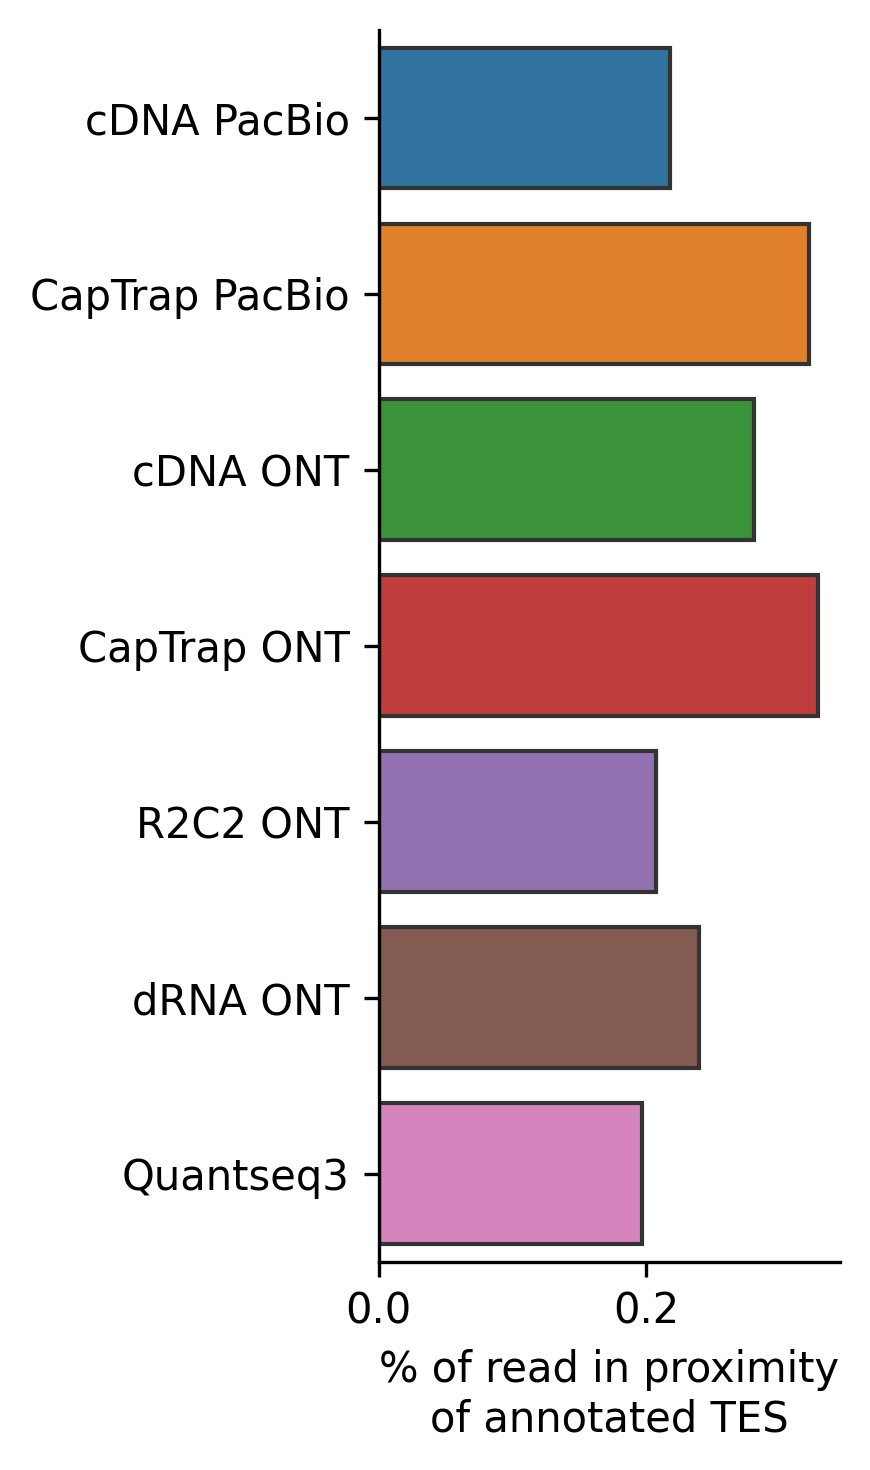 cDNA PacBio
CapTrap PacBio
cDNA ONT
CapTrap ONT
R2C2 ONT
dRNA ONT
Quantseq3
0.0 0.2
% of read in proximity
of annotated TES